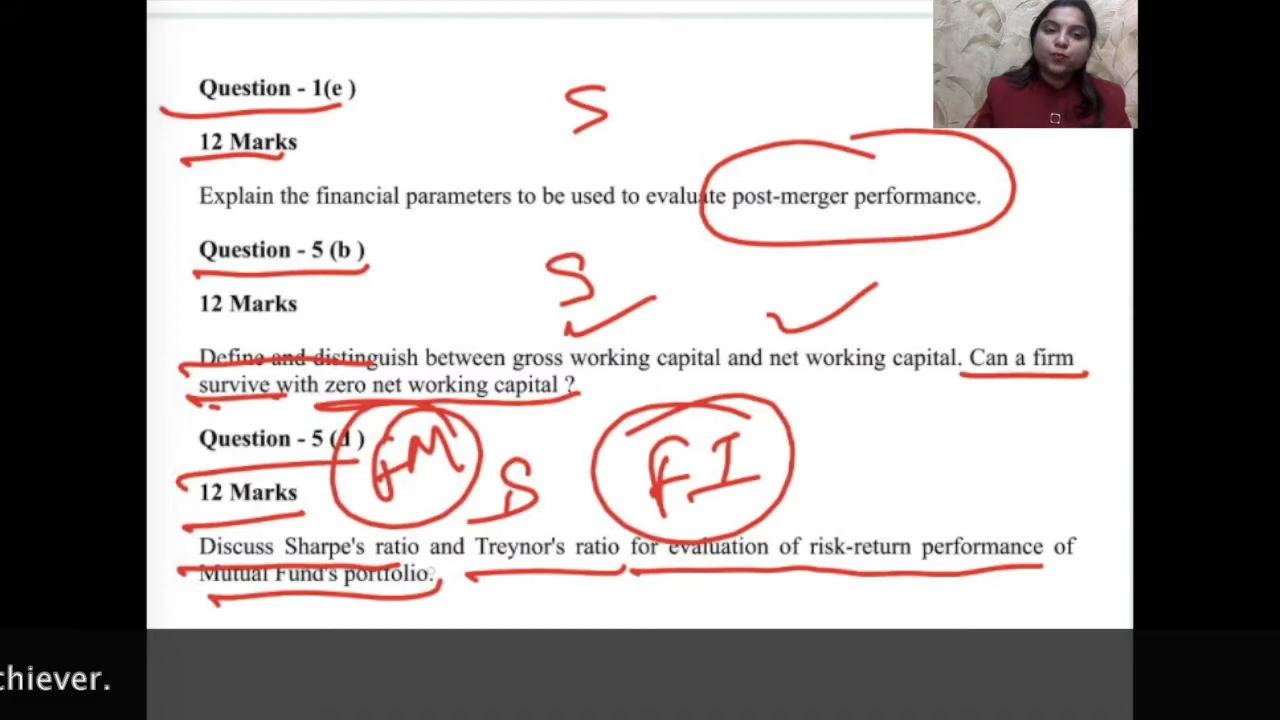 Question - 1(e )
S
12 Marks
Explain the financial parameters to be used to evaluate post-merger performance.
Question - 5 (b )
S
12 Marks
Define and distinguish between gross working capital and net working capital. Can a firm
survive with zero net working capital ?
Question - 5 (d )
FM
S
FI
12 Marks
Discuss Sharpe's ratio and Treynor's ratio for evaluation of risk-return performance of
Mutual Fund's portfolio.
chiever.